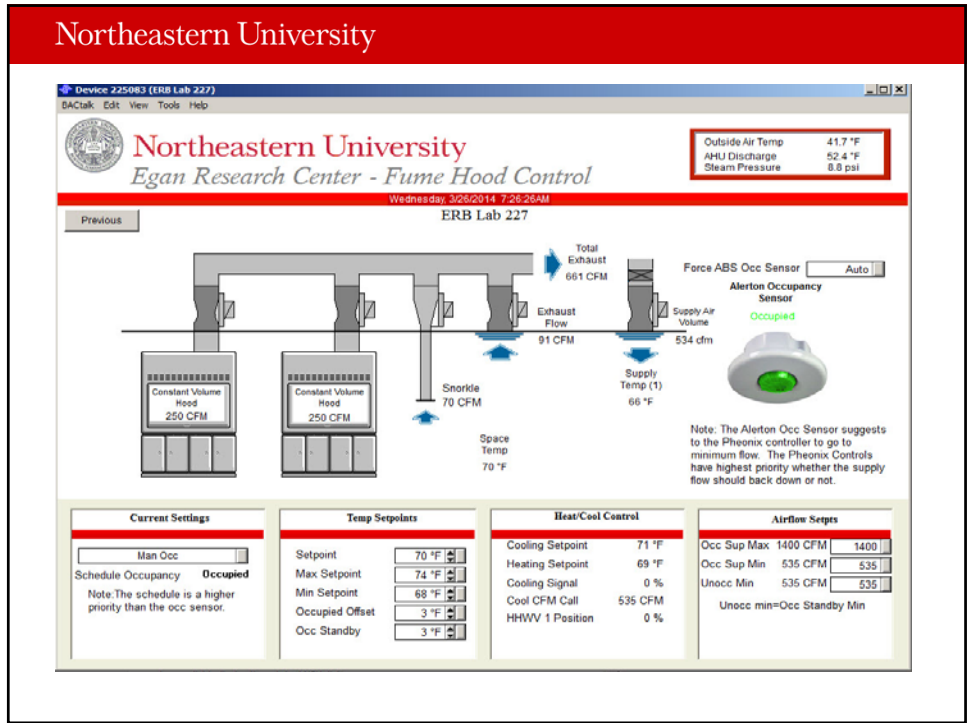 Northeastern University
Device 225083 (ERB Lab 227)
BACtalk Edit View Tools Help
Northeastern University
Egan Research Center - Fume Hood Control
Outside Air Temp 41.7 °F
AHU Discharge 52.4 °F
Steam Pressure 8.8 psi
Wednesday, 3/26/2014 7:26:26AM
Previous
ERB Lab 227
Total
Exhaust
661 CFM
Force ABS Occ Sensor Auto
Alerton Occupancy
Sensor
Occupied
Exhaust
Flow
91 CFM
Supply Air
Volume
534 cfm
Constant Volume
Hood
250 CFM
Constant Volume
Hood
250 CFM
Snorkle
70 CFM
Supply
Temp (1)
66 °F
Space
Temp
70 °F
Note: The Alerton Occ Sensor suggests
to the Pheonix controller to go to
minimum flow. The Pheonix Controls
have highest priority whether the supply
flow should back down or not.
Current Settings
Man Occ
Schedule Occupancy Occupied
Note:The schedule is a higher
priority than the occ sensor.
Temp Setpoints
Setpoint 70 °F
Max Setpoint 74 °F
Min Setpoint 68 °F
Occupied Offset 3 °F
Occ Standby 3 °F
Heat/Cool Control
Cooling Setpoint 71 °F
Heating Setpoint 69 °F
Cooling Signal 0 %
Cool CFM Call 535 CFM
HHWV 1 Position 0 %
Airflow Setpts
Occ Sup Max 1400 CFM 1400
Occ Sup Min 535 CFM 535
Unocc Min 535 CFM 535
Unocc min=Occ Standby Min